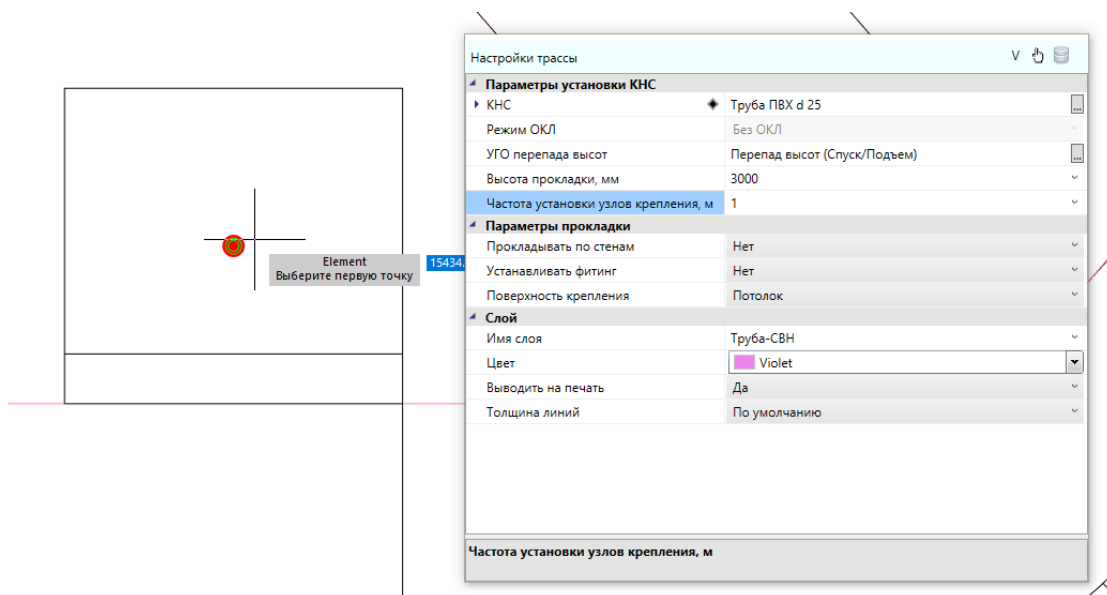 Настройки трассы
V
Параметры установки КНС
КНС Труба ПВХ d 25 ...
Режим ОКЛ Без ОКЛ
УГО перепада высот Перепад высот (Спуск/Подъем) ...
Высота прокладки, мм 3000
Частота установки узлов крепления, м 1
Параметры прокладки
Прокладывать по стенам Нет
Устанавливать фитинг Нет
Поверхность крепления Потолок
Слой
Имя слоя Труба-СВН
Цвет Violet
Выводить на печать Да
Толщина линий По умолчанию
Частота установки узлов крепления, м
Element
Выберите первую точку
15434.